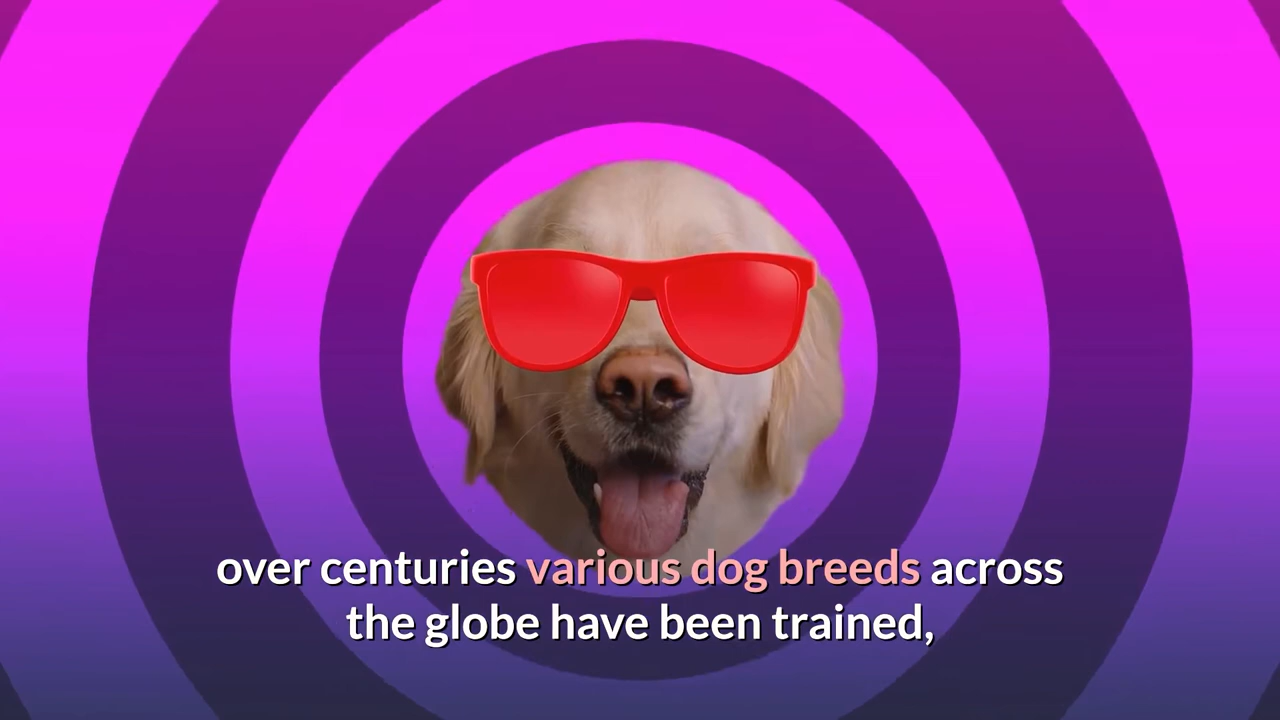 over centuries various dog breeds across
the globe have been trained,